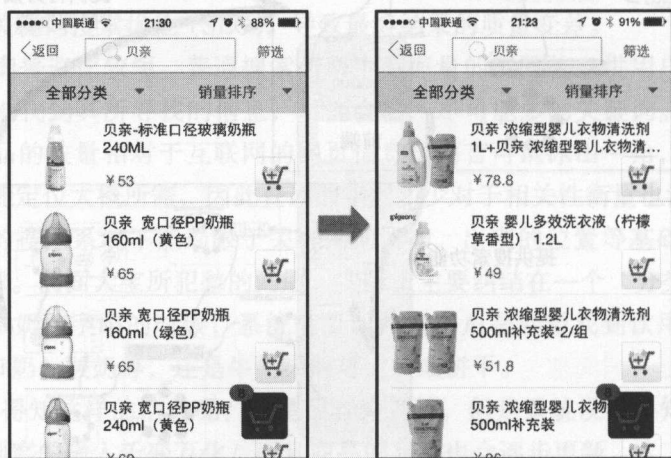 中国联通 21:30 88%
返回 贝亲 筛选
全部分类 销量排序
贝亲-标准口径玻璃奶瓶
240ML
¥53
贝亲 宽口径PP奶瓶
160ml（黄色）
¥65
贝亲 宽口径PP奶瓶
160ml（绿色）
¥65
贝亲 宽口径PP奶瓶
240ml（黄色）
中国联通 21:23 91%
返回 贝亲 筛选
全部分类 销量排序
贝亲 浓缩型婴儿衣物清洗剂
1L+贝亲 浓缩型婴儿衣物清...
¥78.8
pigeon
贝亲 婴儿多效洗衣液（柠檬
草香型）1.2L
¥49
贝亲 浓缩型婴儿衣物清洗剂
500ml补充装*2/组
¥51.8
贝亲 浓缩型婴儿衣物
500ml补充装